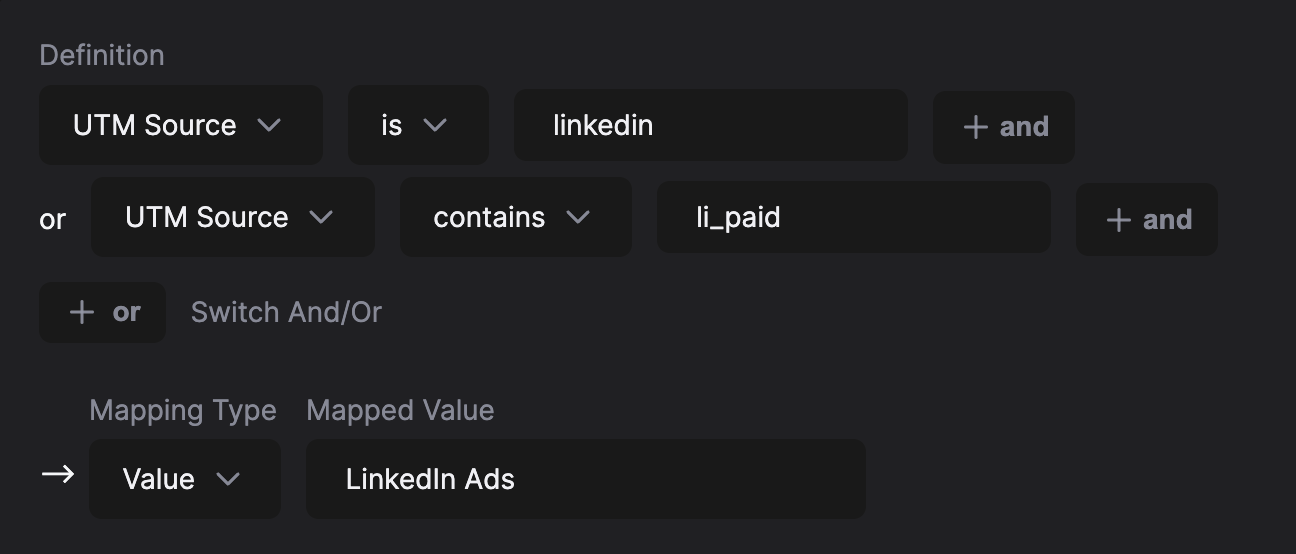 Definition
UTM Source is linkedin + and
or UTM Source contains li_paid + and
+ or Switch And/Or
Mapping Type Mapped Value
→ Value LinkedIn Ads